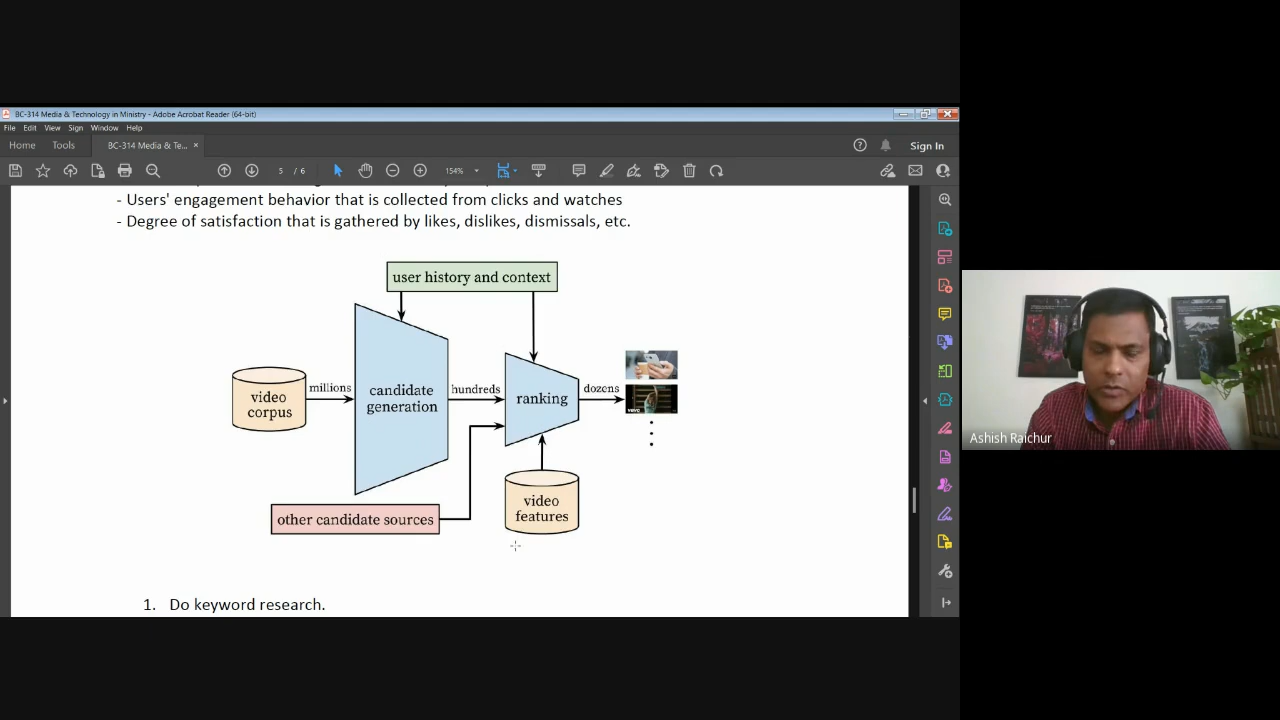 BC-314 Media & Technology in Ministry - Adobe Acrobat Reader (64-bit)
File Edit View Sign Window Help
Home Tools BC-314 Media & Te... × Sign In
5 / 6 154%
- Users' engagement behavior that is collected from clicks and watches
- Degree of satisfaction that is gathered by likes, dislikes, dismissals, etc.
user history and context
video
corpus
millions
candidate
generation
hundreds
ranking
dozens
vevo
other candidate sources
video
features
1. Do keyword research.
Ashish Raichur